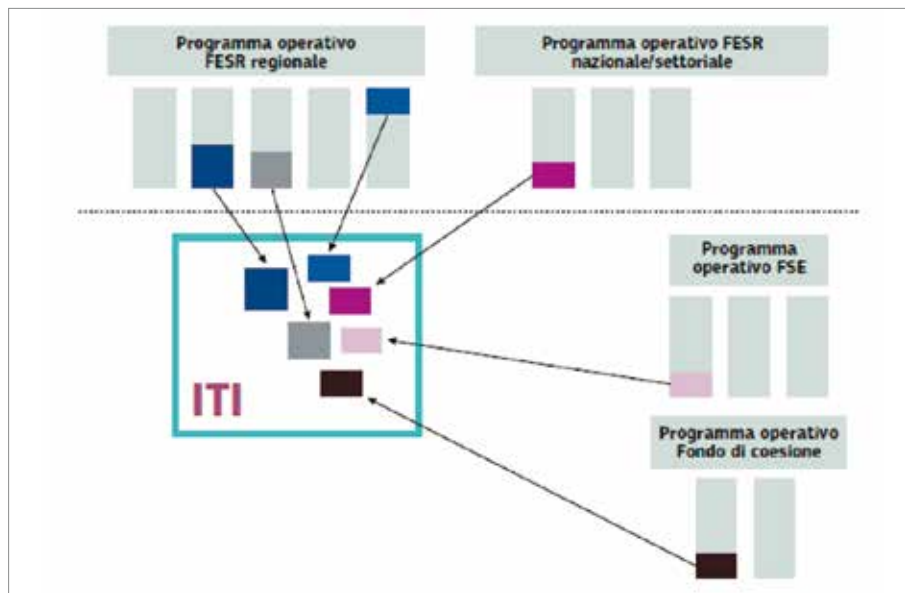 Programma operativo
FESR regionale
Programma operativo FESR
nazionale/settoriale
Programma
operativo FSE
ITI
Programma operativo
Fondo di coesione